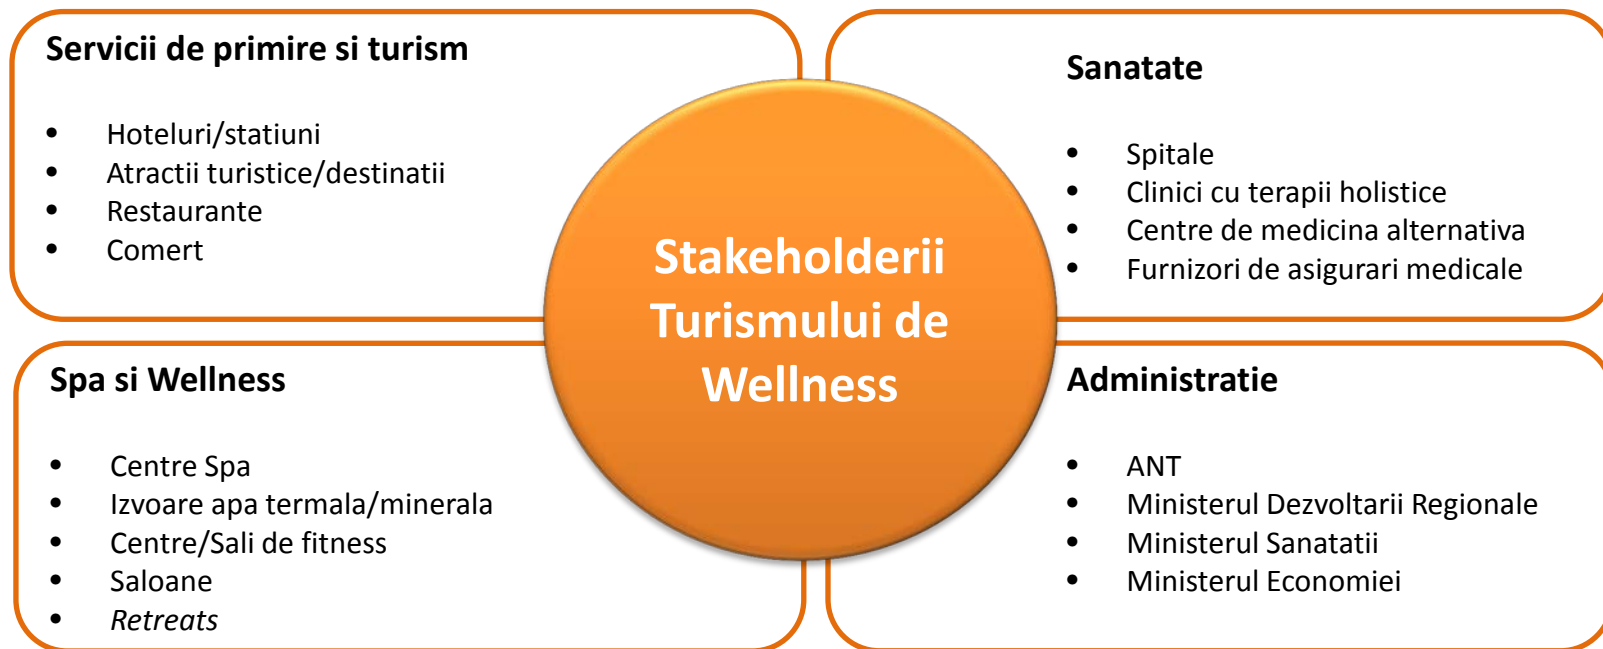 Servicii de primire si turism
• Hoteluri/statiuni
• Atractii turistice/destinatii
• Restaurante
• Comert
Sanatate
• Spitale
• Clinici cu terapii holistice
• Centre de medicina alternativa
• Furnizori de asigurari medicale
Stakeholderii
Turismului de
Wellness
Spa si Wellness
• Centre Spa
• Izvoare apa termala/minerala
• Centre/Sali de fitness
• Saloane
• Retreats
Administratie
• ANT
• Ministerul Dezvoltarii Regionale
• Ministerul Sanatatii
• Ministerul Economiei